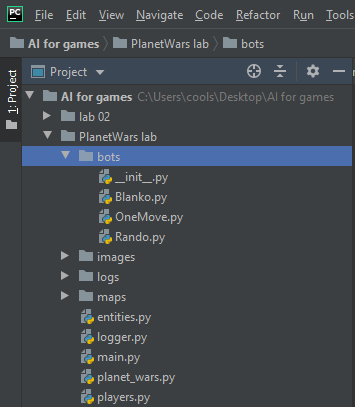 PC File Edit View Navigate Code Refactor Run Tools
AI for games PlanetWars lab bots
1: Project
Project
AI for games C:\Users\cools\Desktop\AI for games
lab 02
PlanetWars lab
bots
__init__.py
Blanko.py
OneMove.py
Rando.py
images
logs
maps
entities.py
logger.py
main.py
planet_wars.py
players.py